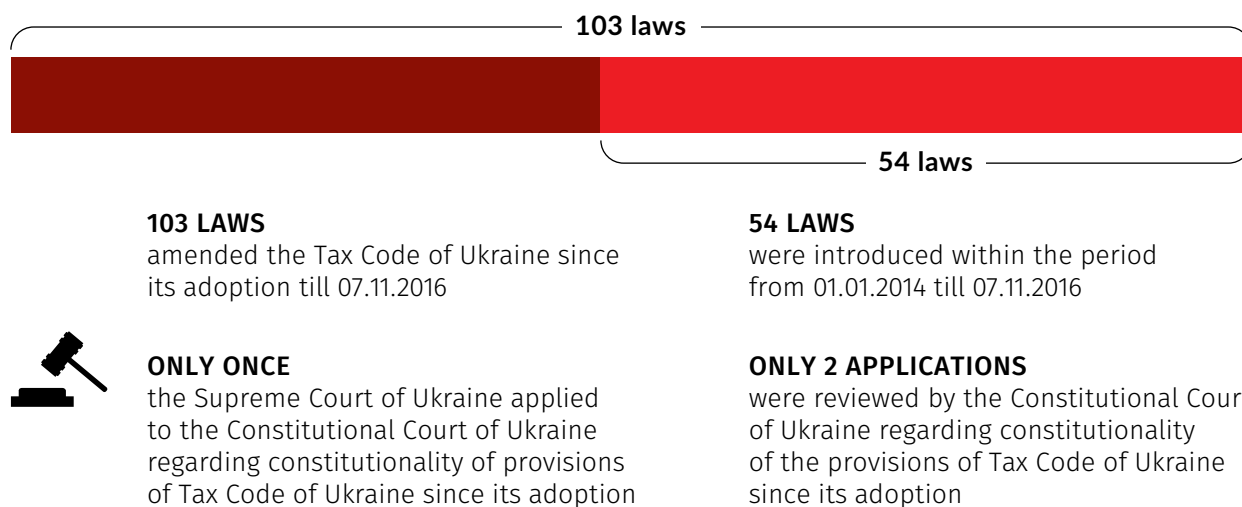 103 laws
54 laws
103 LAWS
amended the Tax Code of Ukraine since
its adoption till 07.11.2016
54 LAWS
were introduced within the period
from 01.01.2014 till 07.11.2016
ONLY ONCE
the Supreme Court of Ukraine applied
to the Constitutional Court of Ukraine
regarding constitutionality of provisions
of Tax Code of Ukraine since its adoption
ONLY 2 APPLICATIONS
were reviewed by the Constitutional Cour
of Ukraine regarding constitutionality
of the provisions of Tax Code of Ukraine
since its adoption